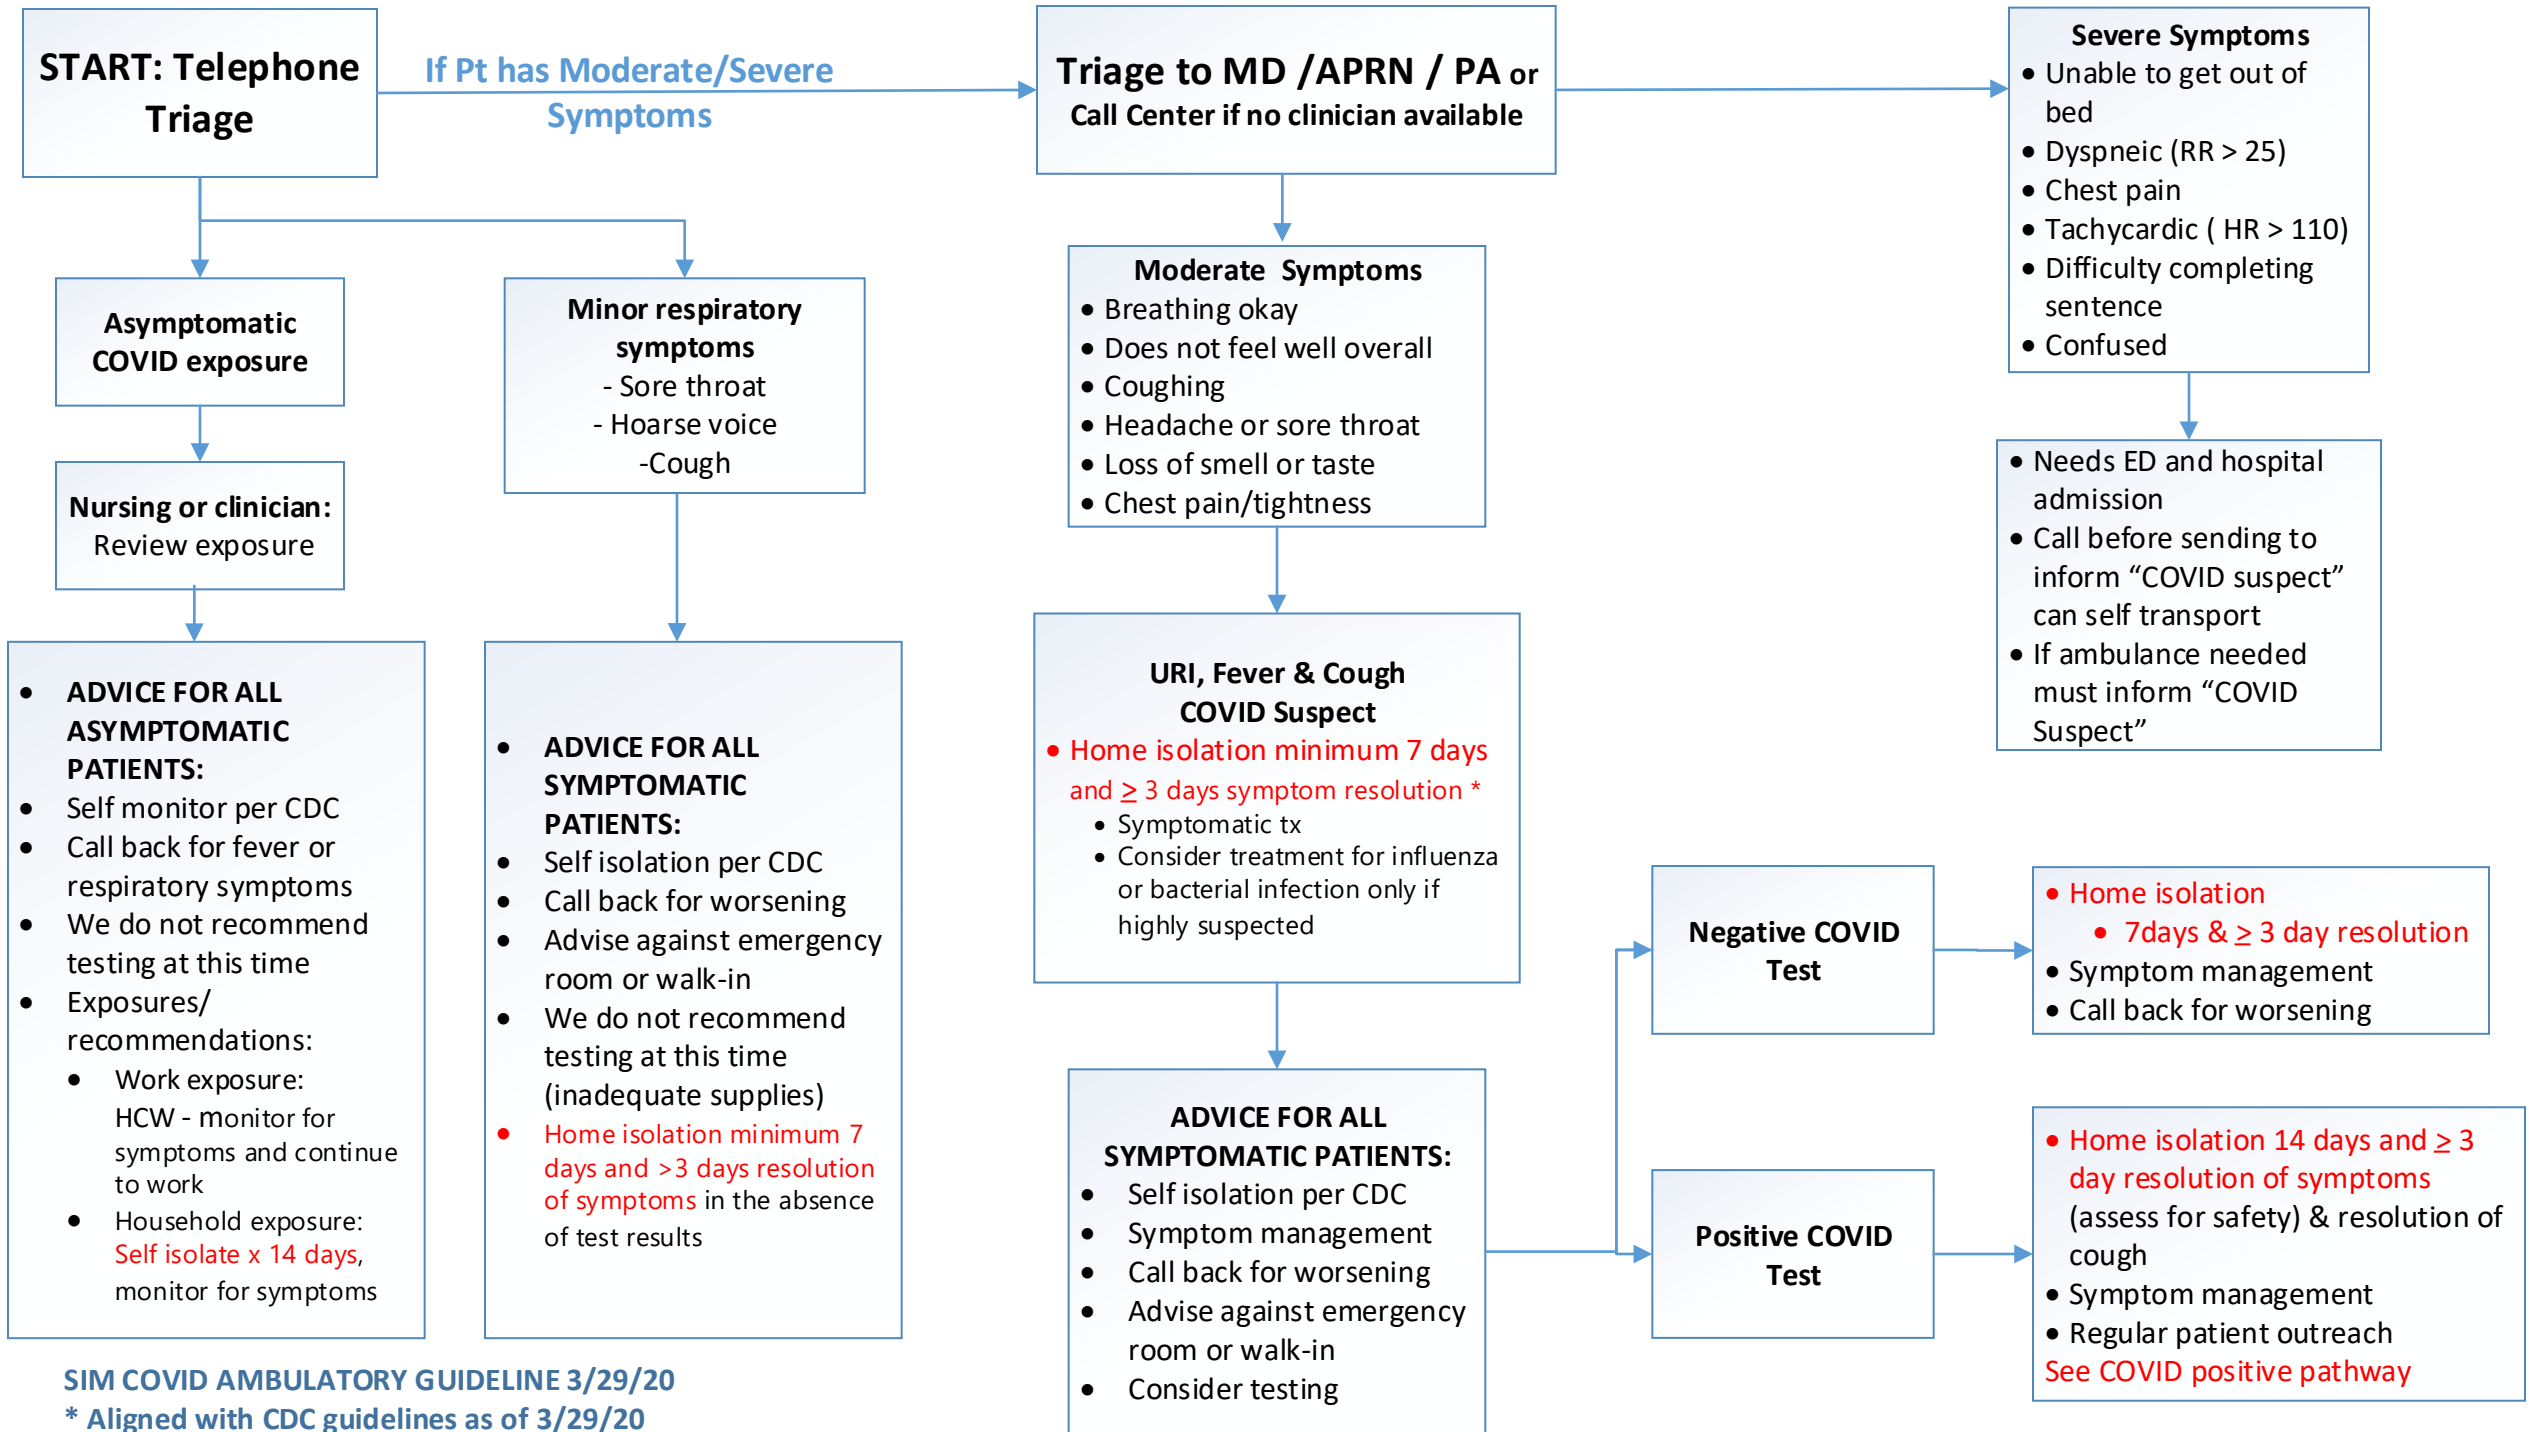 START: Telephone
Triage
If Pt has Moderate/Severe
Symptoms
Triage to MD /APRN / PA or
Call Center if no clinician available
Severe Symptoms
• Unable to get out of
bed
• Dyspneic (RR > 25)
• Chest pain
• Tachycardic ( HR > 110)
• Difficulty completing
sentence
• Confused
• Needs ED and hospital
admission
• Call before sending to
inform “COVID suspect”
can self transport
• If ambulance needed
must inform “COVID
Suspect”
Asymptomatic
COVID exposure
Nursing or clinician:
Review exposure
• ADVICE FOR ALL
ASYMPTOMATIC
PATIENTS:
• Self monitor per CDC
• Call back for fever or
respiratory symptoms
• We do not recommend
testing at this time
• Exposures/
recommendations:
• Work exposure:
HCW - monitor for
symptoms and continue
to work
• Household exposure:
Self isolate x 14 days,
monitor for symptoms
Minor respiratory
symptoms
- Sore throat
- Hoarse voice
-Cough
• ADVICE FOR ALL
SYMPTOMATIC
PATIENTS:
• Self isolation per CDC
• Call back for worsening
• Advise against emergency
room or walk-in
• We do not recommend
testing at this time
(inadequate supplies)
• Home isolation minimum 7
days and >3 days resolution
of symptoms in the absence
of test results
Moderate Symptoms
• Breathing okay
• Does not feel well overall
• Coughing
• Headache or sore throat
• Loss of smell or taste
• Chest pain/tightness
URI, Fever & Cough
COVID Suspect
• Home isolation minimum 7 days
and ≥ 3 days symptom resolution *
• Symptomatic tx
• Consider treatment for influenza
or bacterial infection only if
highly suspected
ADVICE FOR ALL
SYMPTOMATIC PATIENTS:
• Self isolation per CDC
• Symptom management
• Call back for worsening
• Advise against emergency
room or walk-in
• Consider testing
Negative COVID
Test
• Home isolation
• 7days & ≥ 3 day resolution
• Symptom management
• Call back for worsening
Positive COVID
Test
• Home isolation 14 days and ≥ 3
day resolution of symptoms
(assess for safety) & resolution of
cough
• Symptom management
• Regular patient outreach
See COVID positive pathway
SIM COVID AMBULATORY GUIDELINE 3/29/20
* Aligned with CDC guidelines as of 3/29/20